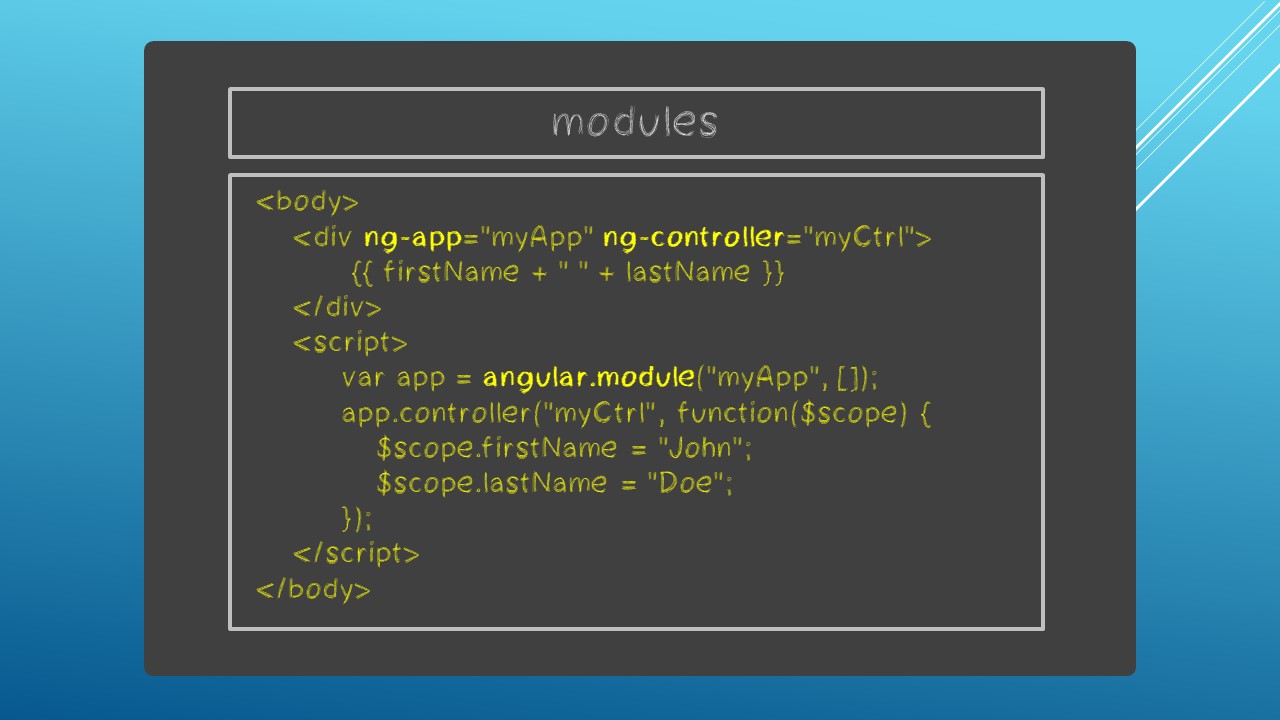 modules
<body>
<div ng-app="myApp" ng-controller="myCtrl">
{{ firstName + " " + lastName }}
</div>
<script>
var app = angular.module("myApp", []);
app.controller("myCtrl", function($scope) {
$scope.firstName = "John";
$scope.lastName = "Doe";
});
</script>
</body>